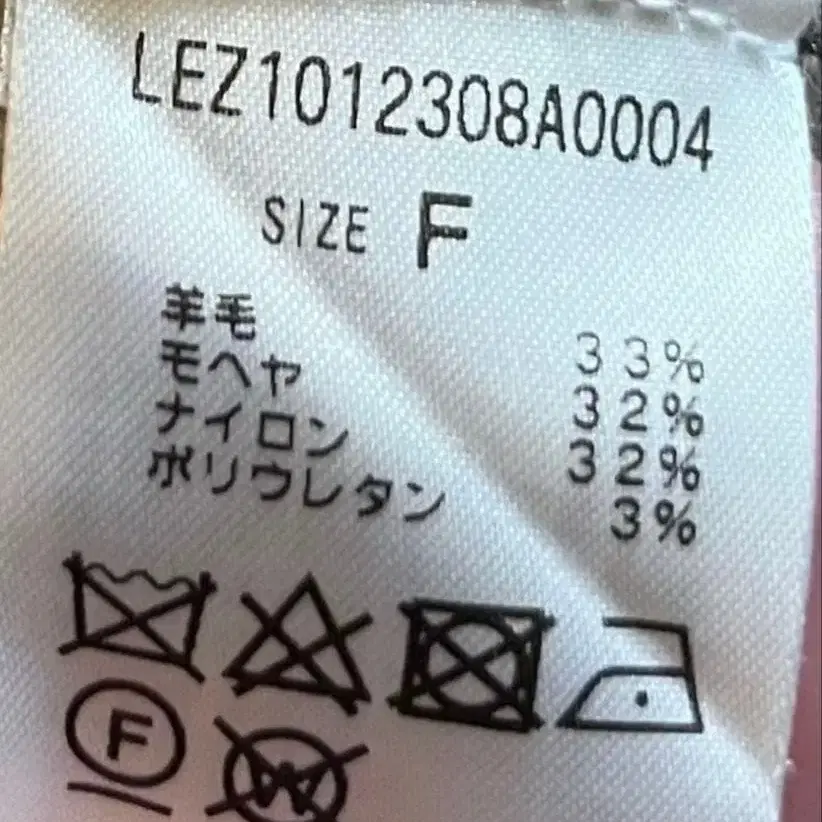 LEZ1012308A0004
SIZE F
羊毛 33%
モヘヤ 32%
ナイロン 32%
ポリウレタン 3%
F
W